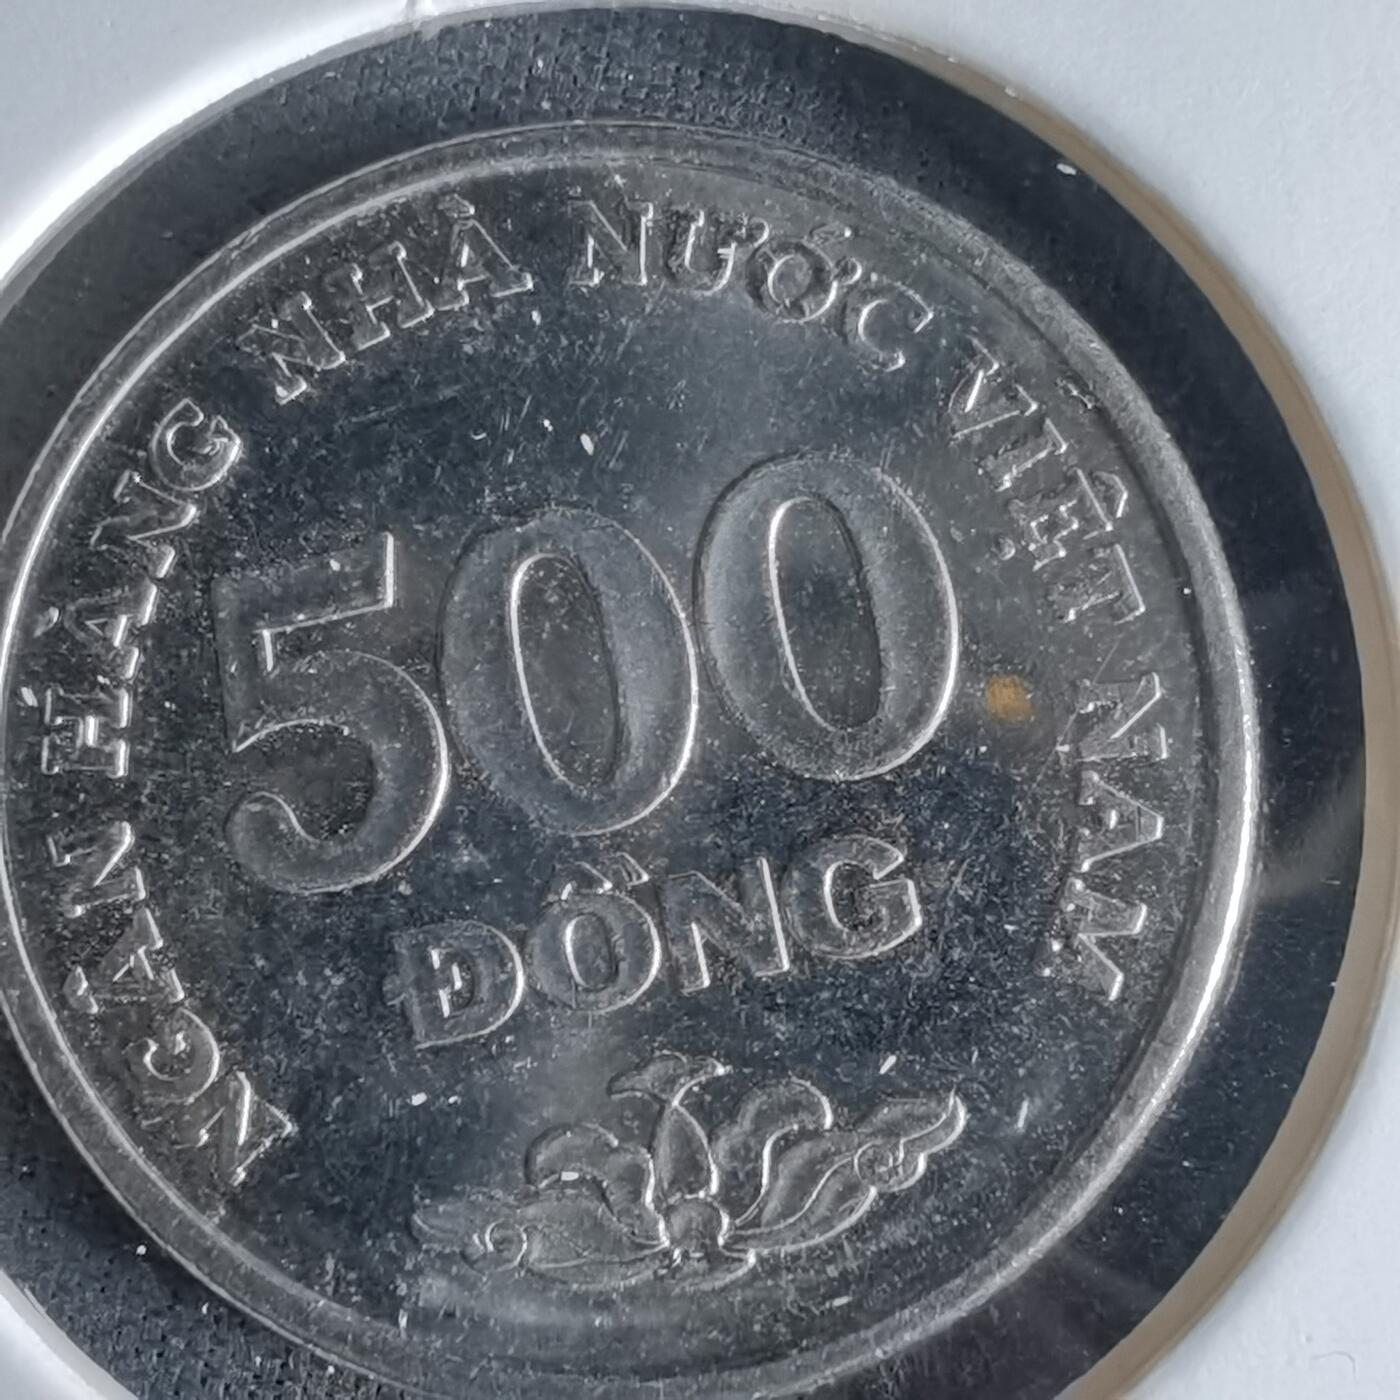 NGÂN HÀNG NHÀ NƯỚC VIỆT NAM
500
ĐỒNG